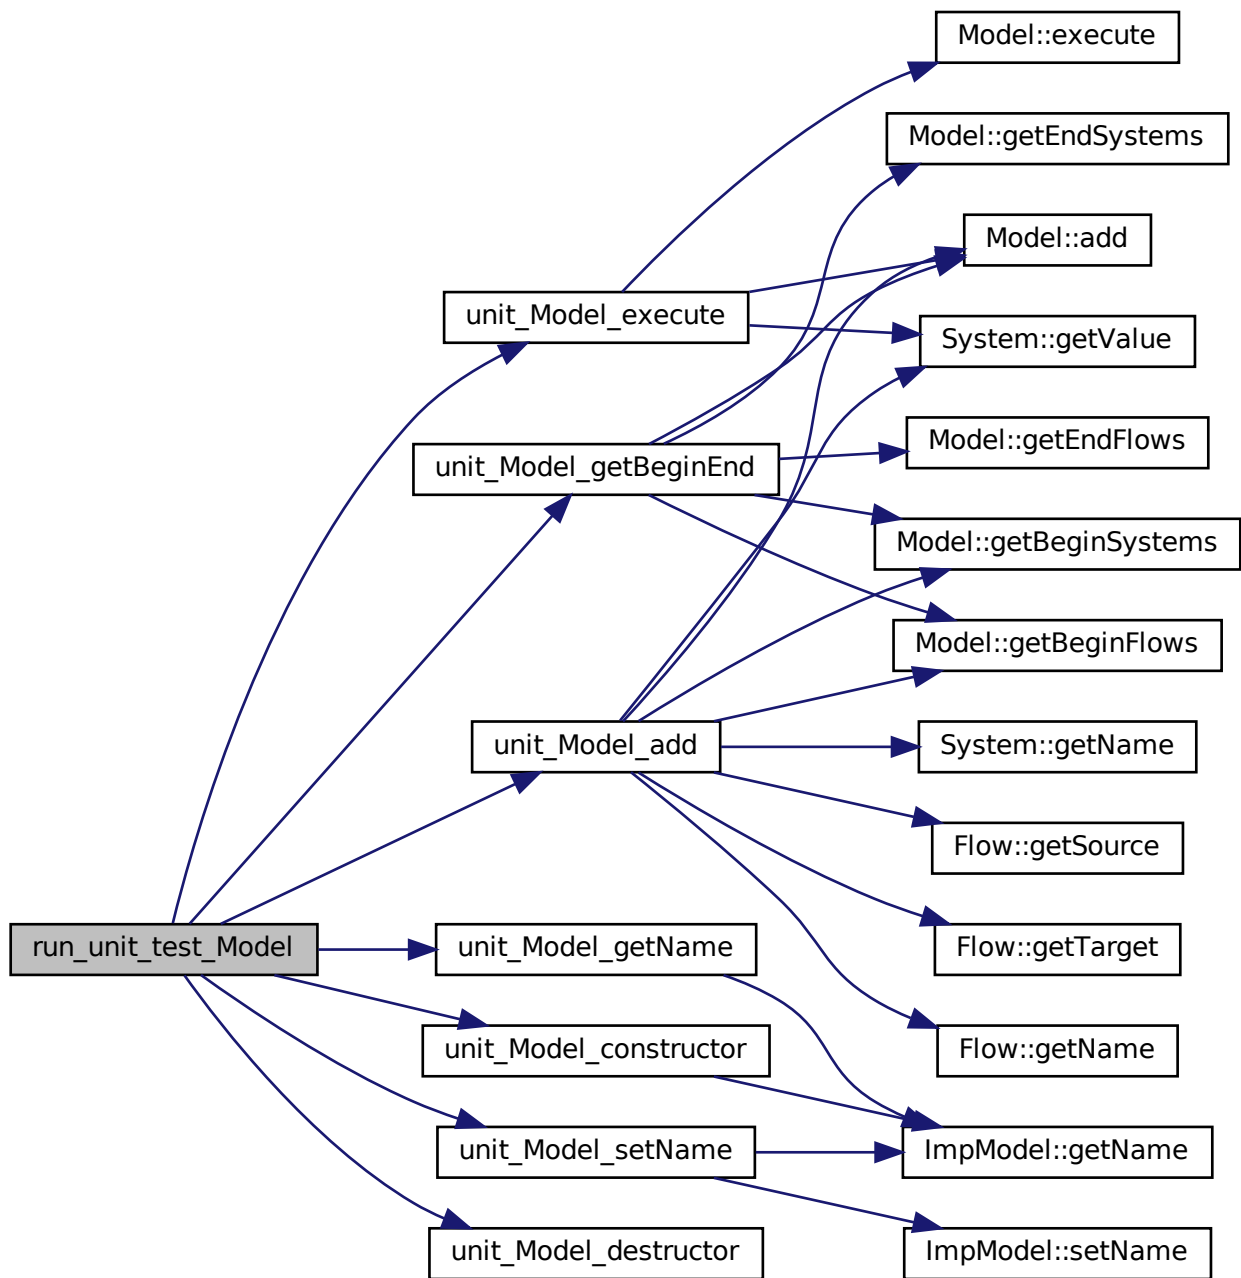 Model::execute
Model::getEndSystems
Model::add
unit_Model_execute
System::getValue
unit_Model_getBeginEnd
Model::getEndFlows
Model::getBeginSystems
Model::getBeginFlows
unit_Model_add
System::getName
Flow::getSource
run_unit_test_Model
unit_Model_getName
Flow::getTarget
unit_Model_constructor
Flow::getName
unit_Model_setName
ImpModel::getName
unit_Model_destructor
ImpModel::setName